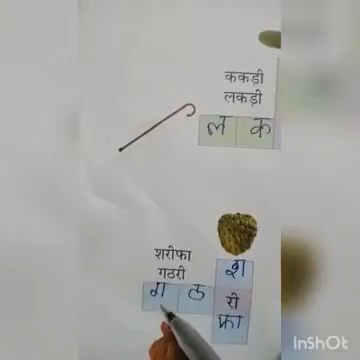 ककड़ी
लकड़ी
ल क
शरीफा
गठरी
श
ग ठ री
फा
InShOt